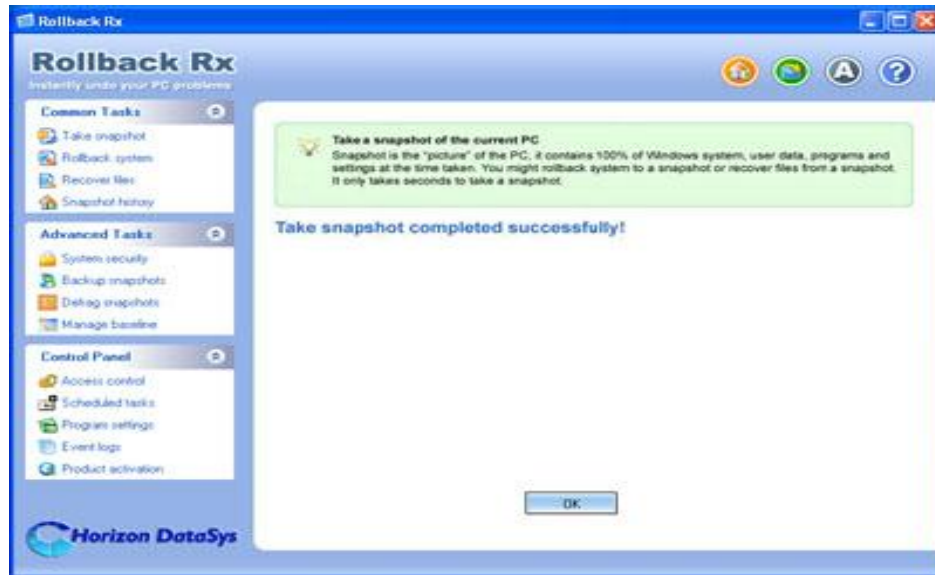 Rollback Rx
Rollback Rx
Instantly undo your PC problems
A
?
Common Tasks
Take snapshot
Rollback system
Recover files
Snapshot history
Advanced Tasks
System security
Backup snapshots
Defrag snapshots
Manage baseline
Control Panel
Access control
Scheduled tasks
Program settings
Event logs
Product activation
Horizon DataSys
Take a snapshot of the current PC
Snapshot is the "picture" of the PC, it contains 100% of Windows system, user data, programs and
settings at the time taken. You might rollback system to a snapshot or recover files from a snapshot.
It only takes seconds to take a snapshot.
Take snapshot completed successfully!
OK